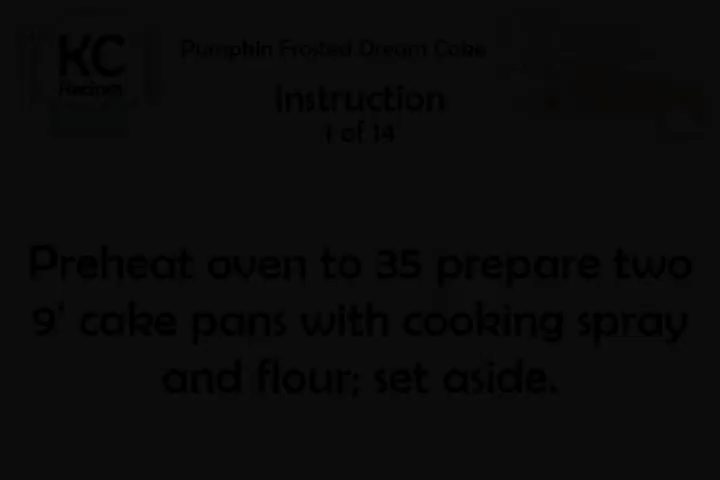 KC
Recipes
Pumpkin Frosted Dream Cake
Instruction
1 of 14
Preheat oven to 35 prepare two
9' cake pans with cooking spray
and flour; set aside.